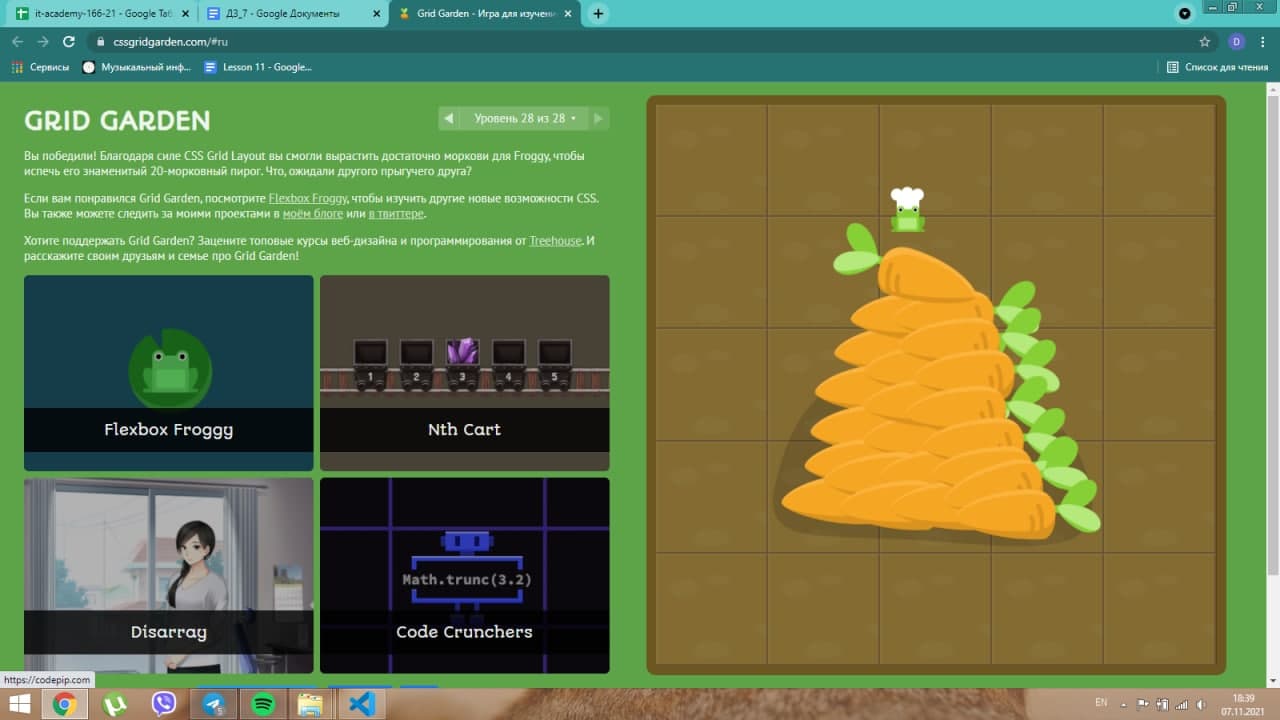 it-academy-166-21 - Google Таб
ДЗ_7 - Google Документы
Grid Garden - Игра для изучени
cssgridgarden.com/#ru
D
Сервисы
Музыкальный инф...
Lesson 11 - Google...
Список для чтения
GRID GARDEN
Уровень 28 из 28
Вы победили! Благодаря силе CSS Grid Layout вы смогли вырастить достаточно моркови для Froggy, чтобы
испечь его знаменитый 20-морковный пирог. Что, ожидали другого прыгучего друга?
Если вам понравился Grid Garden, посмотрите Flexbox Froggy, чтобы изучить другие новые возможности CSS.
Вы также можете следить за моими проектами в моём блоге или в твиттере.
Хотите поддержать Grid Garden? Зацените топовые курсы веб-дизайна и программирования от Treehouse. И
расскажите своим друзьям и семье про Grid Garden!
1 2 3 4 5
Flexbox Froggy
Nth Cart
Math.trunc(3.2)
Disarray
Code Crunchers
https://codepip.com
EN
18:39
07.11.2021